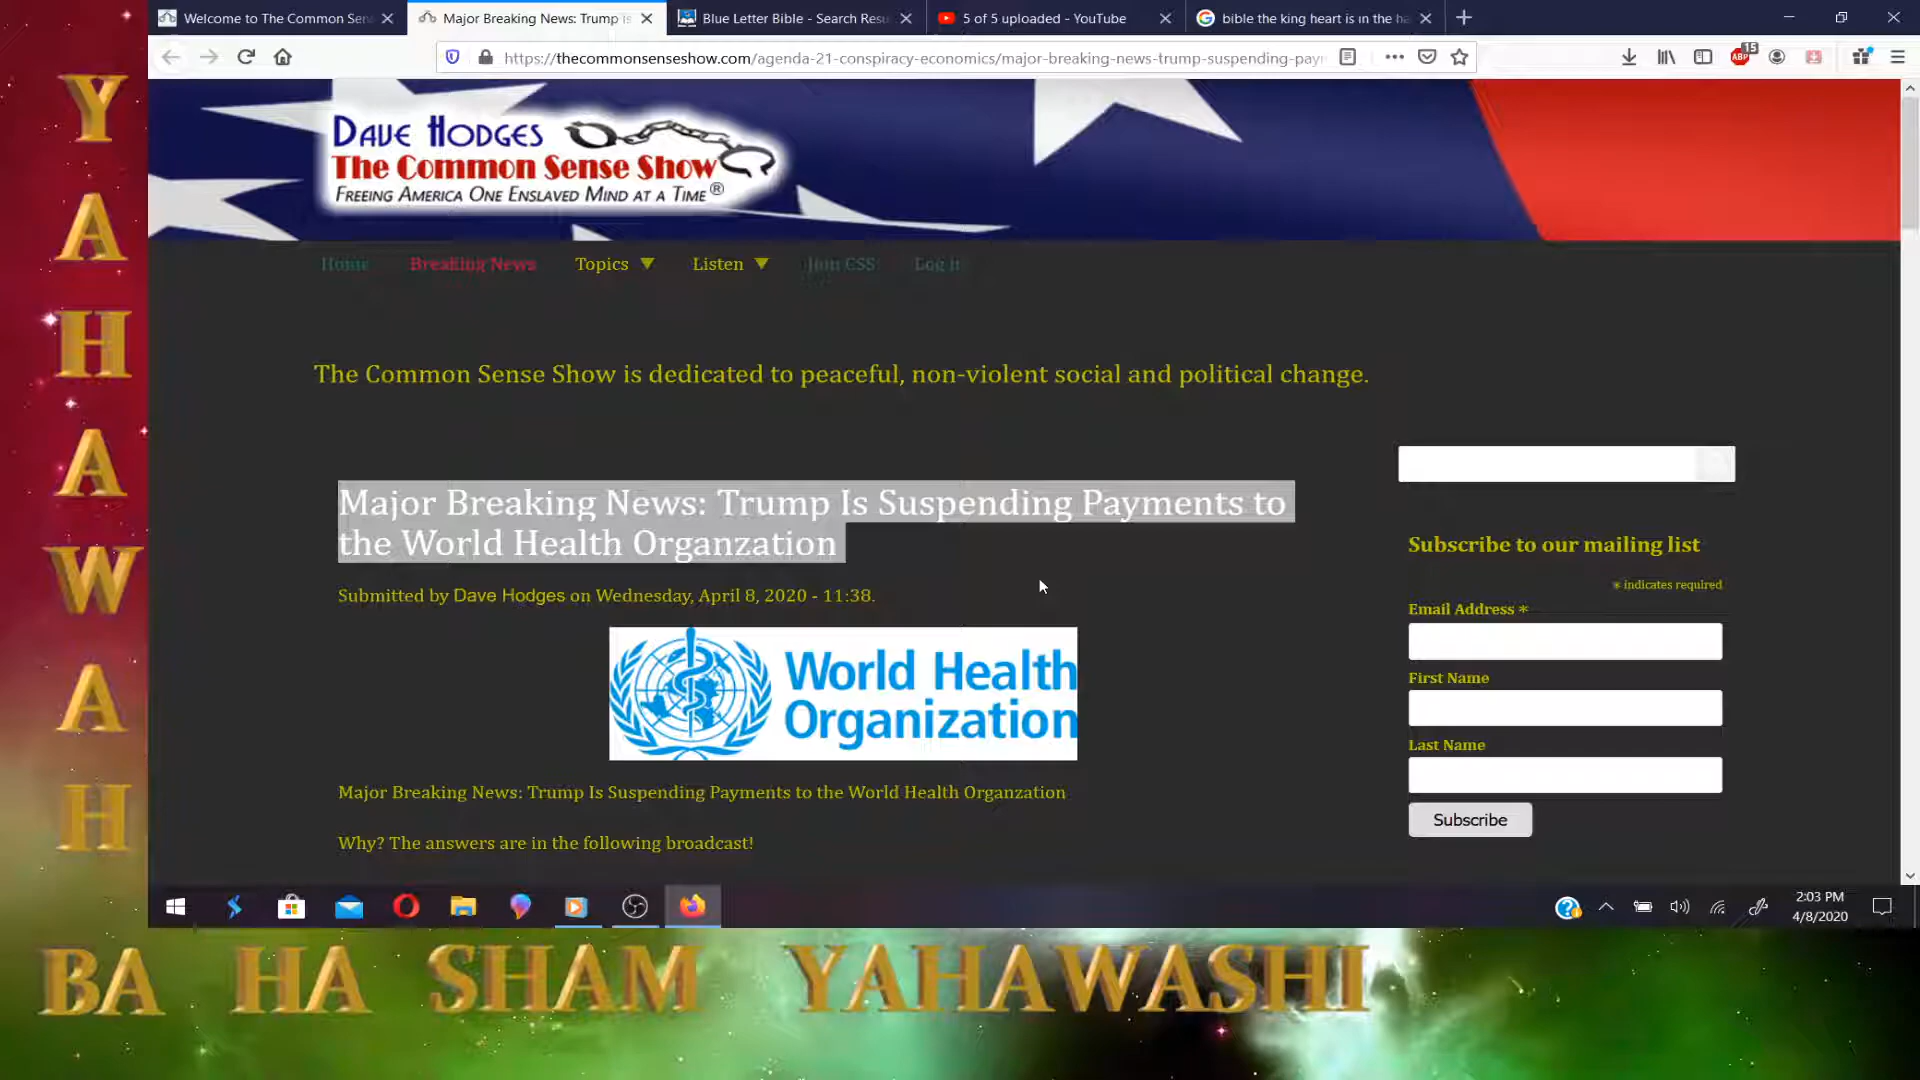 Welcome to The Common Sen
Major Breaking News: Trump Is
Blue Letter Bible - Search Resu
5 of 5 uploaded - YouTube
bible the king heart is in the ha
https://thecommonsenseshow.com/agenda-21-conspiracy-economics/major-breaking-news-trump-suspending-paym
ABP
15
DAVE HODGES
THE COMMON SENSE SHOW
FREEING AMERICA ONE ENSLAVED MIND AT A TIME®
Home
Breaking News
Topics ▼
Listen ▼
Join CSS
Log in
The Common Sense Show is dedicated to peaceful, non-violent social and political change.
Major Breaking News: Trump Is Suspending Payments to
the World Health Organzation
Submitted by Dave Hodges on Wednesday, April 8, 2020 - 11:38.
World Health
Organization
Major Breaking News: Trump Is Suspending Payments to the World Health Organzation
Why? The answers are in the following broadcast!
Subscribe to our mailing list
* indicates required
Email Address *
First Name
Last Name
Subscribe
2:03 PM
4/8/2020
YAHAWAH
BA HA SHAM YAHAWASHI